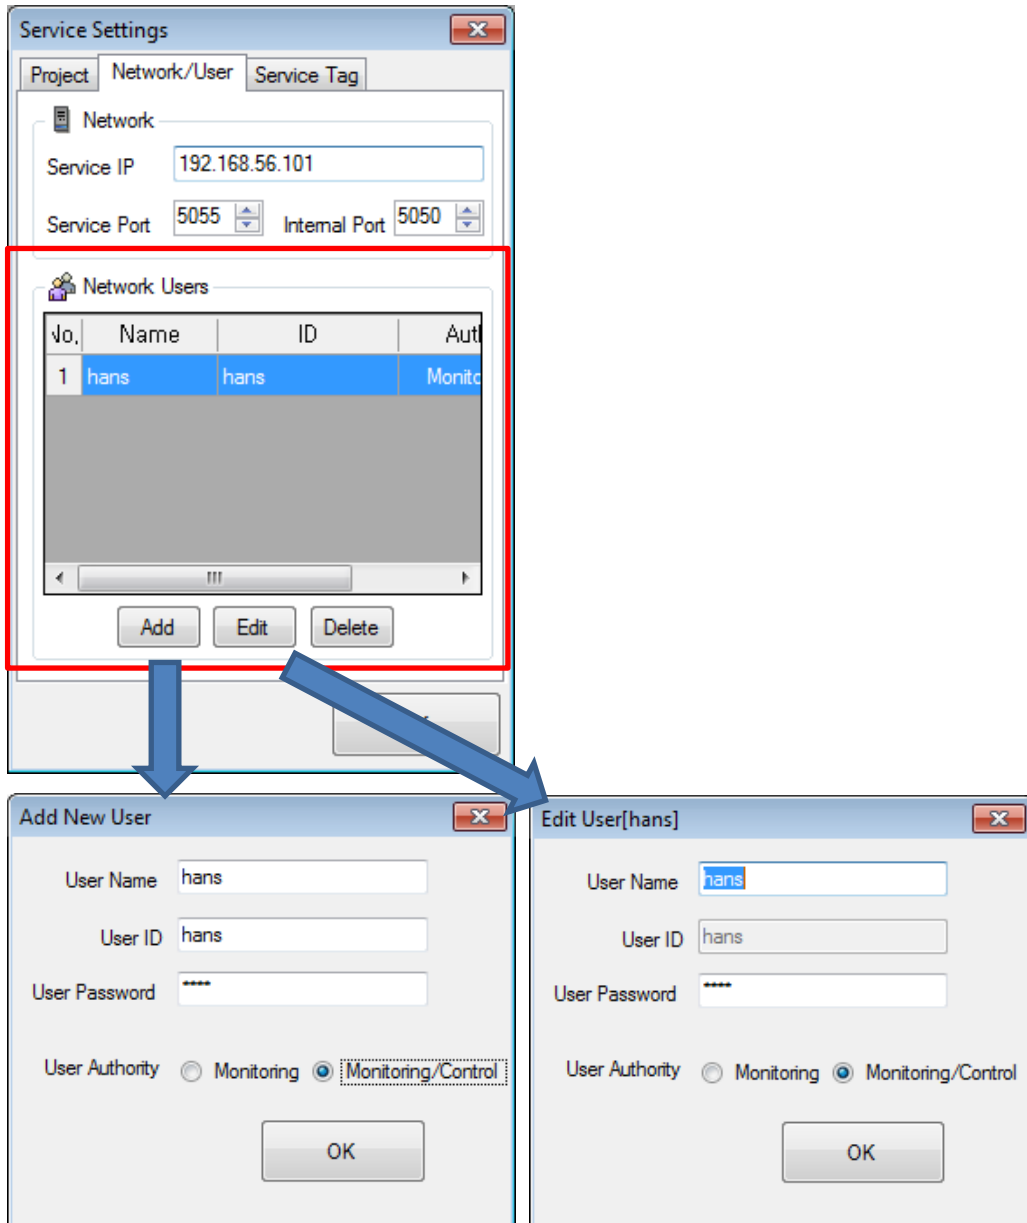 Service Settings
Project Network/User Service Tag
Network
Service IP 192.168.56.101
Service Port 5055 Internal Port 5050
Network Users
No, Name ID Auth
1 hans hans Monito
Add Edit Delete
Add New User
User Name hans
User ID hans
User Password ****
User Authority Monitoring Monitoring/Control
OK
Edit User[hans]
User Name hans
User ID hans
User Password ****
User Authority Monitoring Monitoring/Control
OK